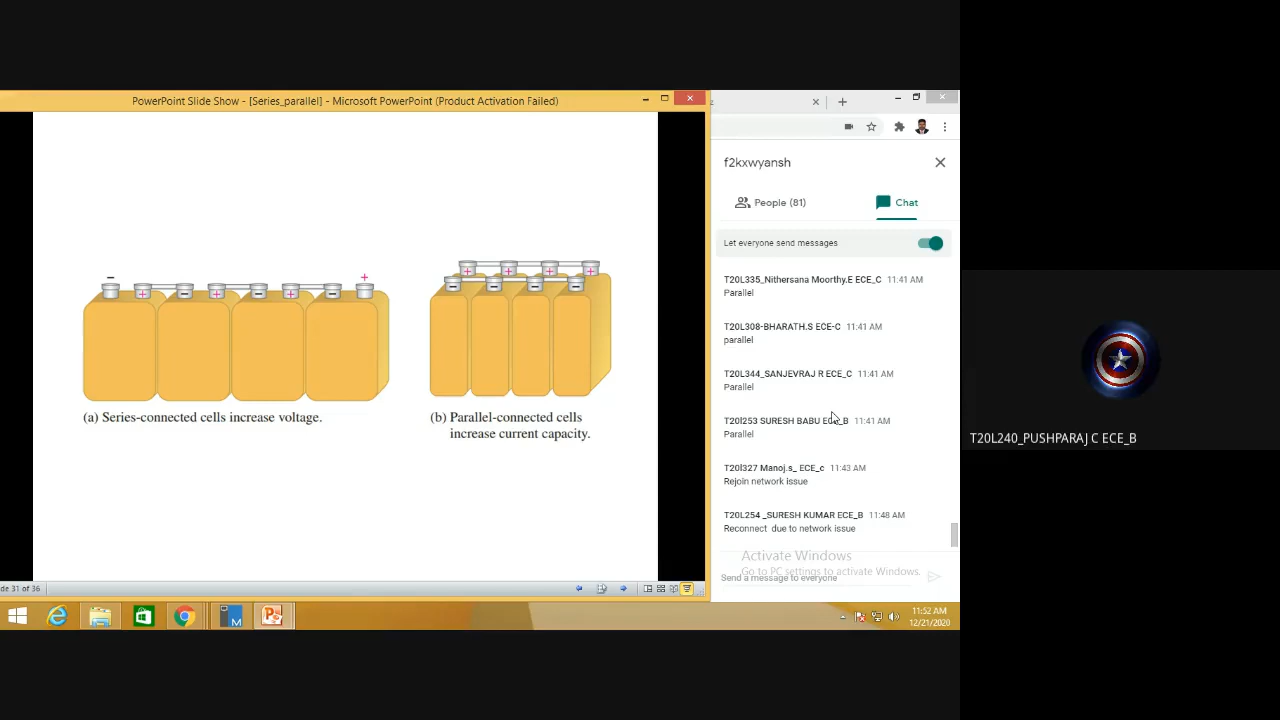 PowerPoint Slide Show - [Series_parallel] - Microsoft PowerPoint (Product Activation Failed)
f2kxwyansh
People (81)
Chat
Let everyone send messages
T20L335_Nithersana Moorthy.E ECE_C 11:41 AM
Parallel
T20L308-BHARATH.S ECE-C 11:41 AM
parallel
T20L344_SANJEVRAJ R ECE_C 11:41 AM
Parallel
T20l253 SURESH BABU ECE_B 11:41 AM
Parallel
T20l327 Manoj.s_ ECE_c 11:43 AM
Rejoin network issue
T20L254 _SURESH KUMAR ECE_B 11:48 AM
Reconnect due to network issue
Activate Windows
Go to PC settings to activate Windows.
Send a message to everyone
(a) Series-connected cells increase voltage.
(b) Parallel-connected cells
increase current capacity.
de 31 of 36
11:52 AM
12/21/2020
T20L240_PUSHPARAJ C ECE_B